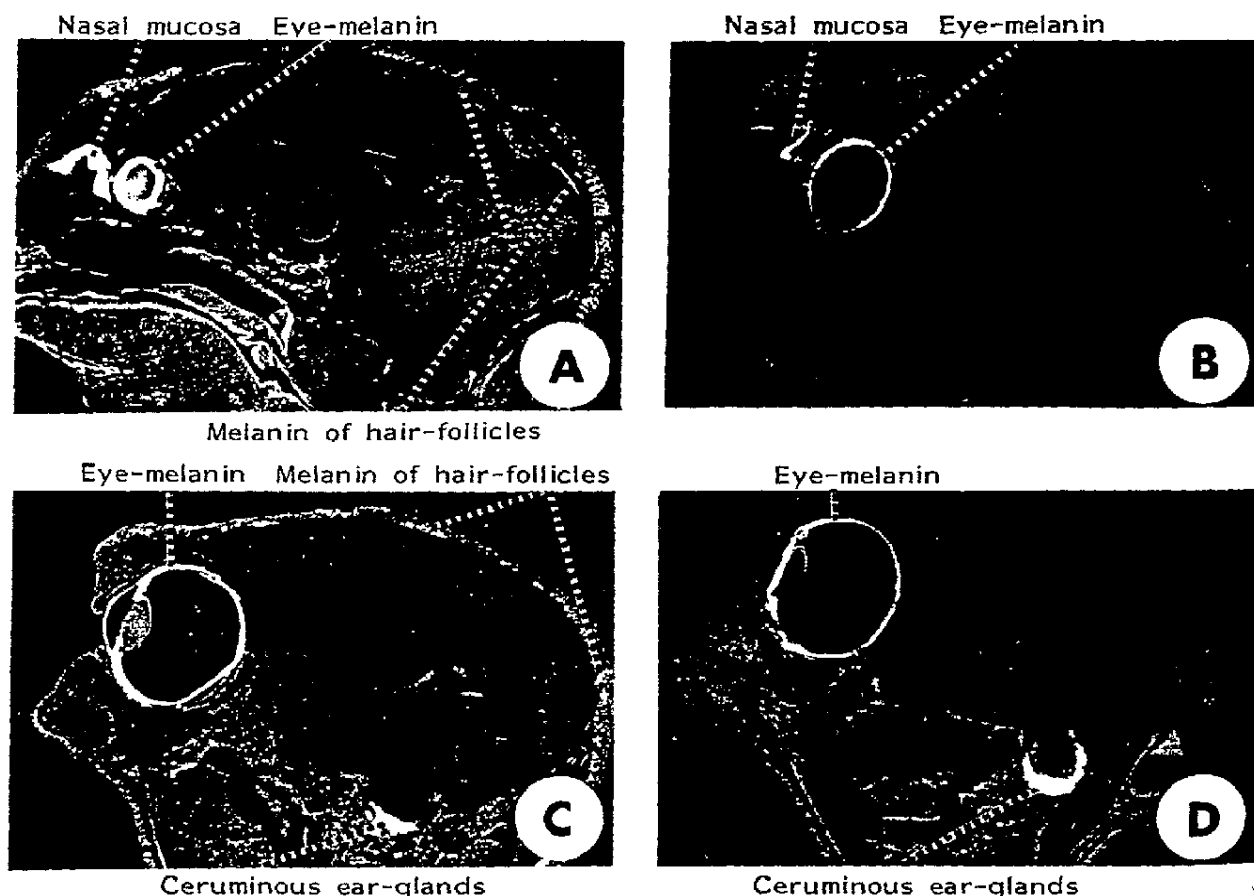 Nasal mucosa Eye-melanin
Nasal mucosa Eye-melanin
A
B
Melanin of hair-follicles
Eye-melanin Melanin of hair-follicles
Eye-melanin
C
D
Ceruminous ear-glands
Ceruminous ear-glands